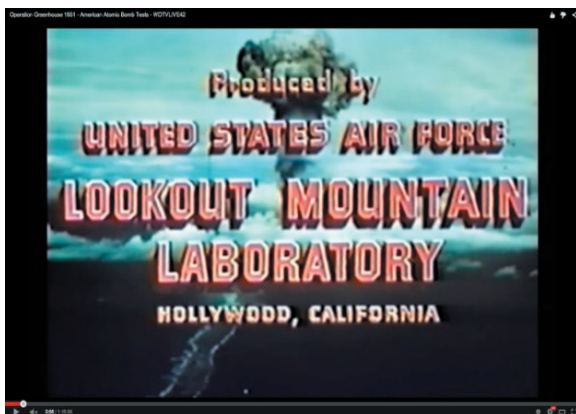 Operation Greenhouse 1951 - American Atomic Bomb Tests - WDTVLIVE42
Produced by
UNITED STATES AIR FORCE
LOOKOUT MOUNTAIN
LABORATORY
HOLLYWOOD, CALIFORNIA